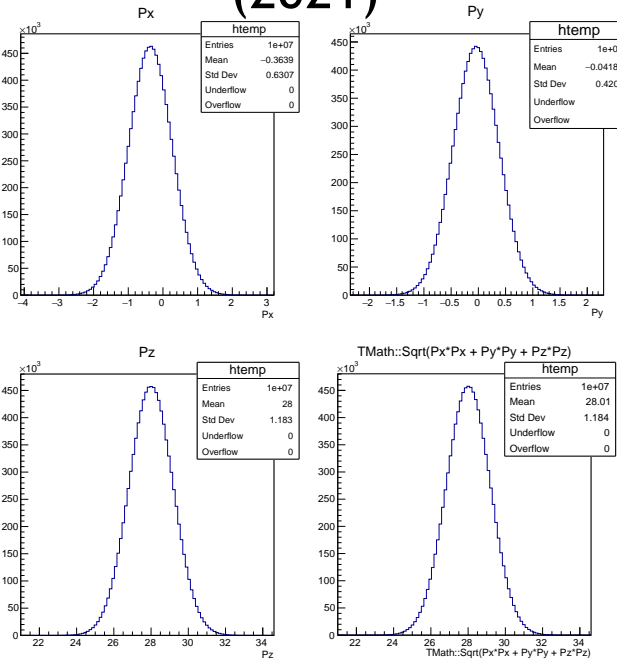 (2021)
Px
×10³
htemp
Entries 1e+07
Mean −0.3639
Std Dev 0.6307
Underflow 0
Overflow 0
450
400
350
300
250
200
150
100
50
0
−4 −3 −2 −1 0 1 2 3
Px
Py
×10³
htemp
Entries 1e+0
Mean −0.0418
Std Dev 0.420
Underflow
Overflow
450
400
350
300
250
200
150
100
50
0
−2 −1.5 −1 −0.5 0 0.5 1 1.5 2
Py
Pz
×10³
htemp
Entries 1e+07
Mean 28
Std Dev 1.183
Underflow 0
Overflow 0
450
400
350
300
250
200
150
100
50
0
22 24 26 28 30 32 34
Pz
TMath::Sqrt(Px*Px + Py*Py + Pz*Pz)
×10³
htemp
Entries 1e+07
Mean 28.01
Std Dev 1.184
Underflow 0
Overflow 0
450
400
350
300
250
200
150
100
50
0
22 24 26 28 30 32 34
TMath::Sqrt(Px*Px + Py*Py + Pz*Pz)